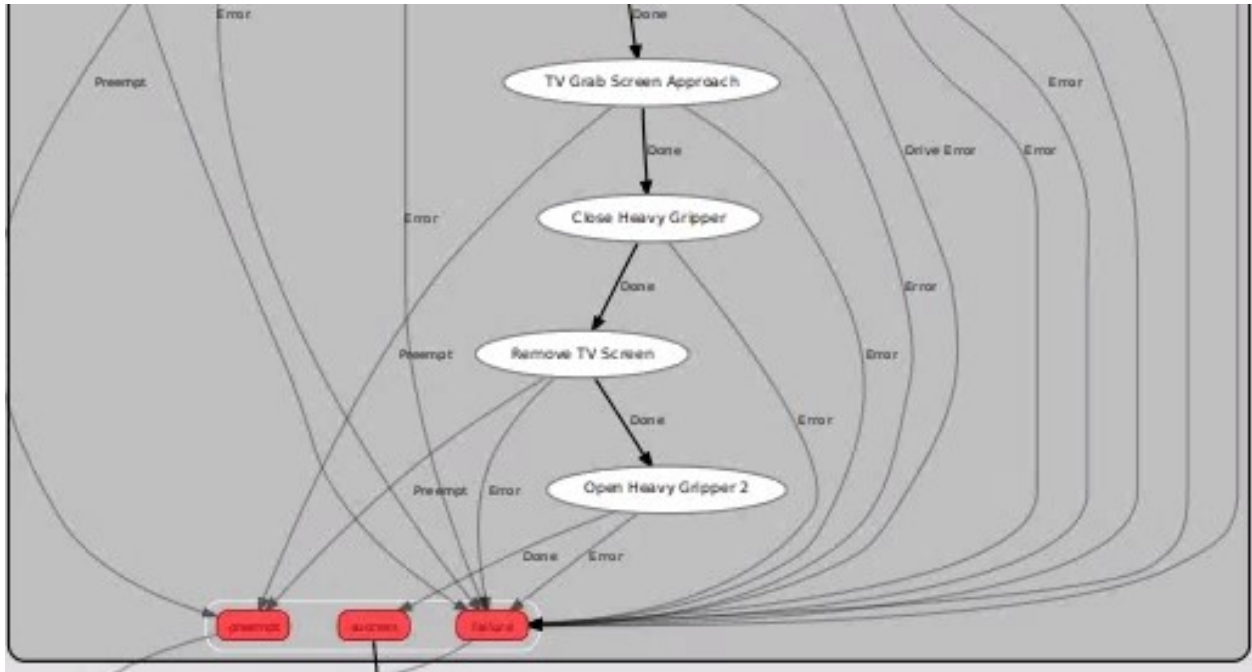 Error
Done
Preempt
TV Grab Screen Approach
Error
Done
Drive Error
Error
Error
Close Heavy Gripper
Done
Error
Preempt
Remove TV Screen
Error
Done
Error
Preempt
Error
Open Heavy Gripper 2
Done
Error
preempt
success
failure